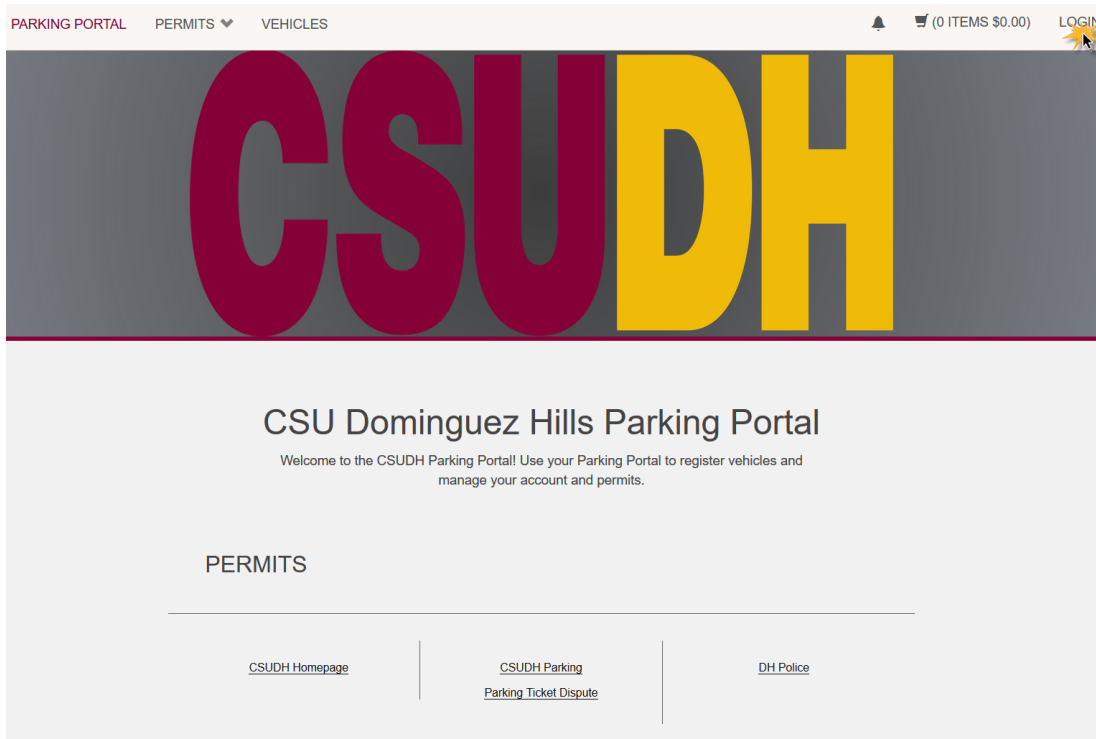 PARKING PORTAL PERMITS VEHICLES (0 ITEMS $0.00) LOGIN
CSUDH
CSU Dominguez Hills Parking Portal
Welcome to the CSUDH Parking Portal! Use your Parking Portal to register vehicles and
manage your account and permits.
PERMITS
CSUDH Homepage CSUDH Parking DH Police
Parking Ticket Dispute